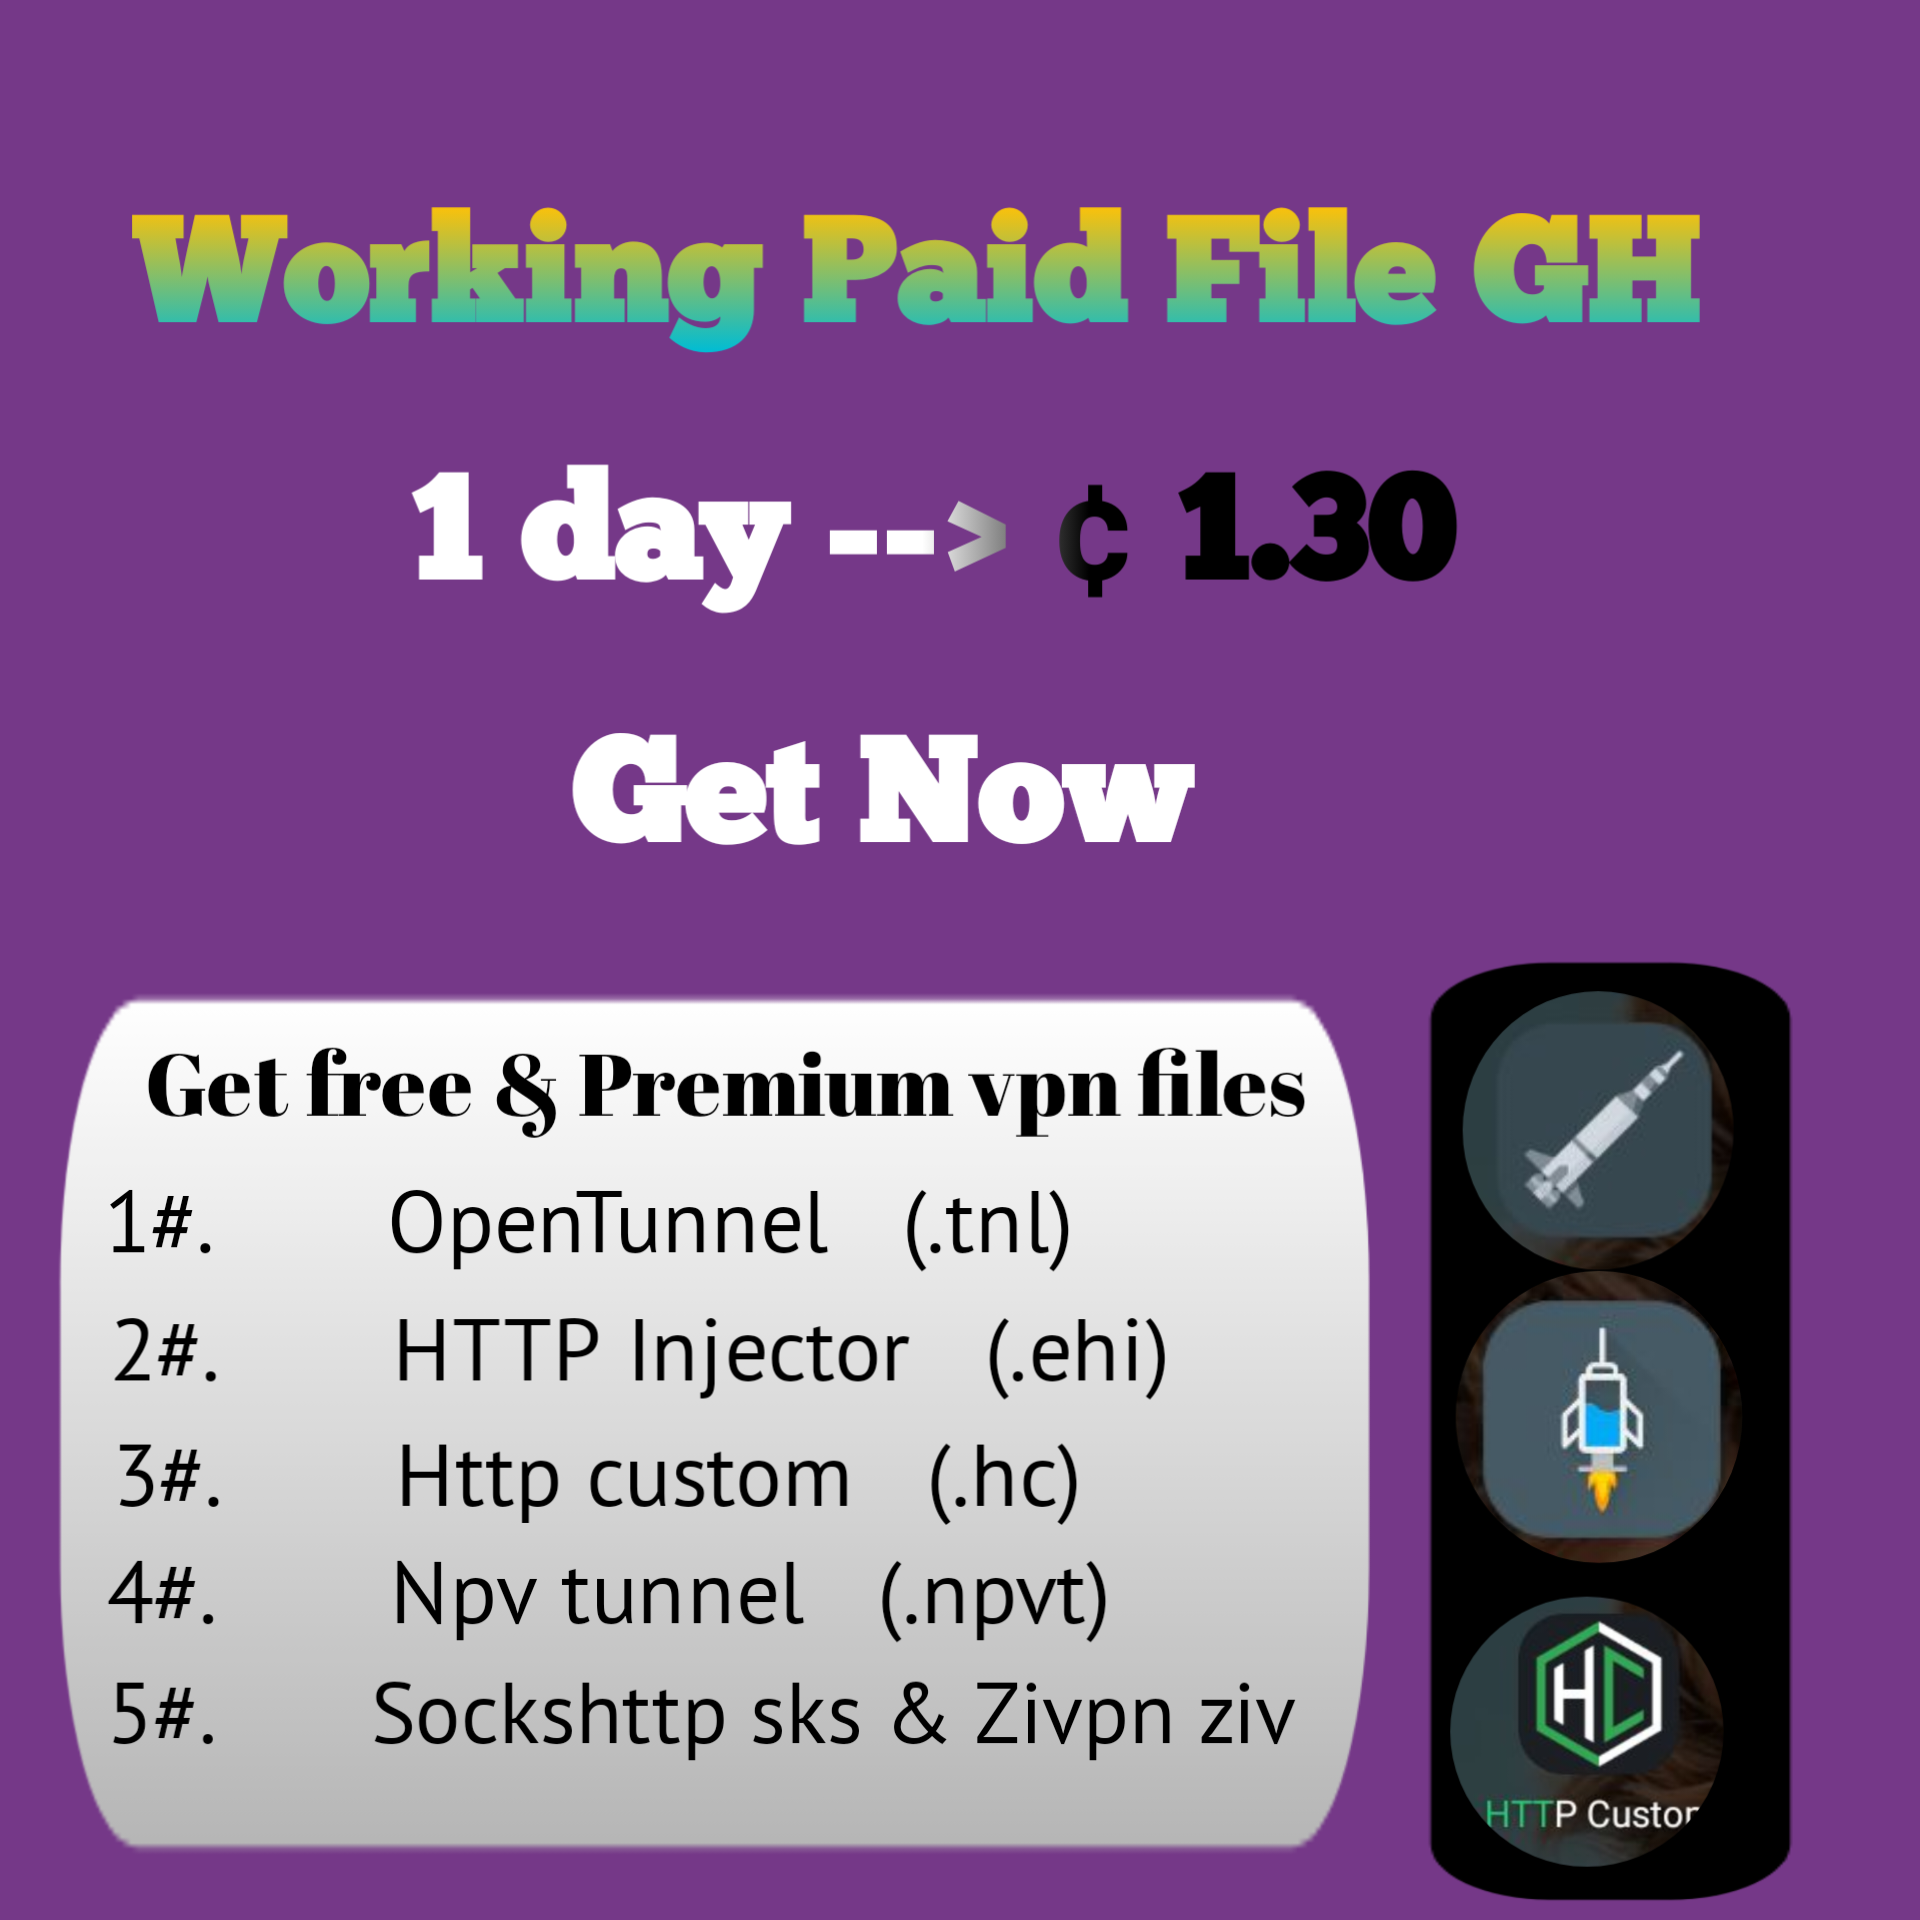 Working Paid File GH
1 day --> ₵ 1.30
Get Now
Get free & Premium vpn files
1#. OpenTunnel (.tnl)
2#. HTTP Injector (.ehi)
3#. Http custom (.hc)
4#. Npv tunnel (.npvt)
5#. Sockshttp sks & Zivpn ziv
HC
HTTP Custom